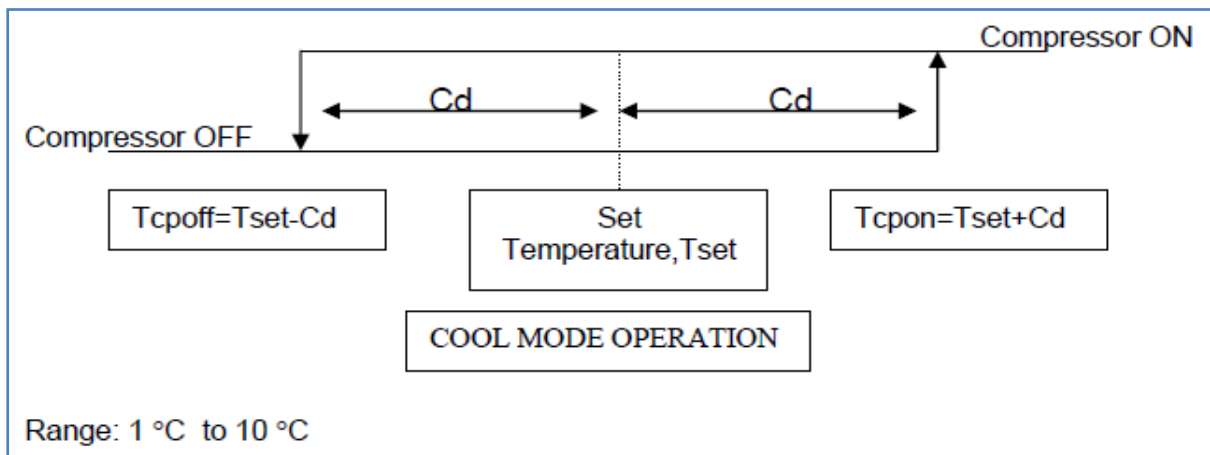 Compressor ON
Cd Cd
Compressor OFF
Tcpoff=Tset-Cd
Set
Temperature,Tset
Tcpon=Tset+Cd
COOL MODE OPERATION
Range: 1 °C to 10 °C